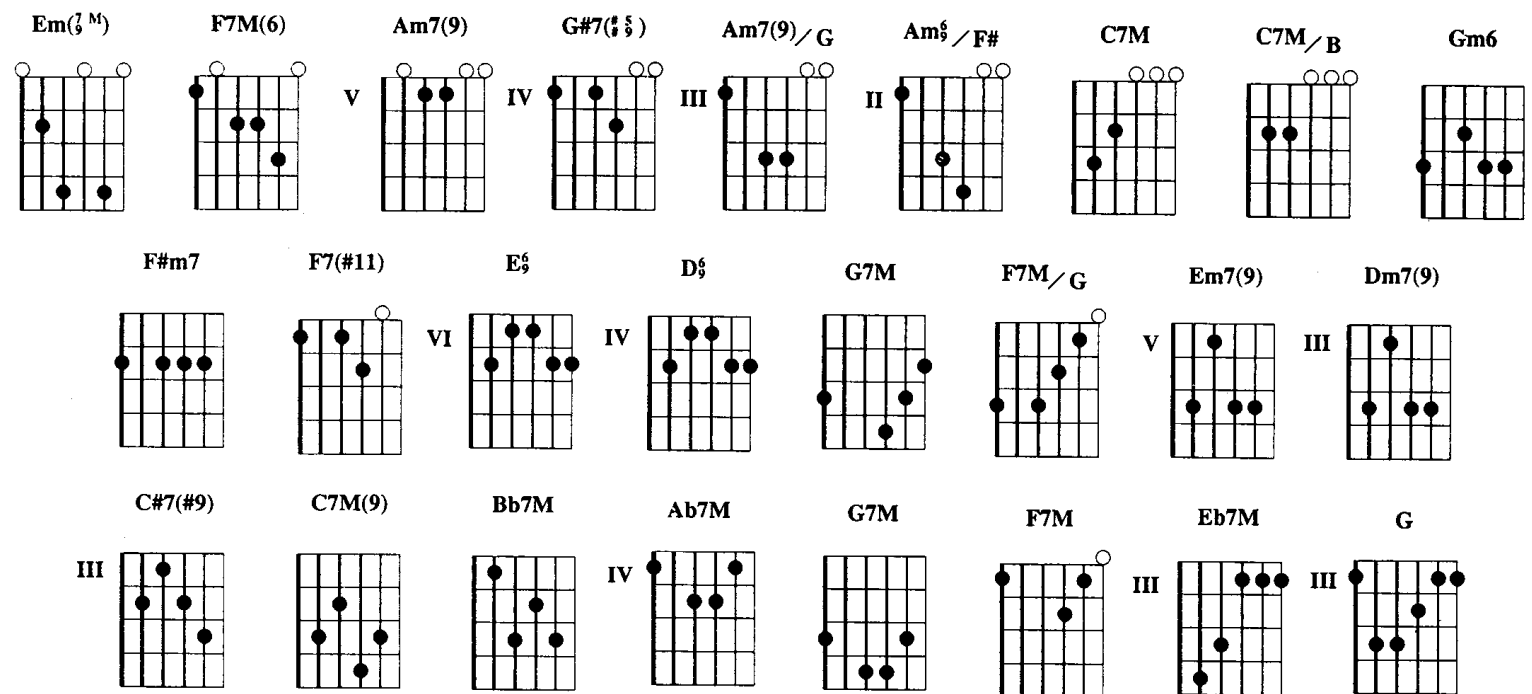 Em(7 M 9) F7M(6) Am7(9) G#7(# 5 # 9) Am7(9)/G Am6 9/F# C7M C7M/B Gm6
V IV III II
F#m7 F7(#11) E6 9 D6 9 G7M F7M/G Em7(9) Dm7(9)
VI IV V III
C#7(#9) C7M(9) Bb7M Ab7M G7M F7M Eb7M G
III IV III III